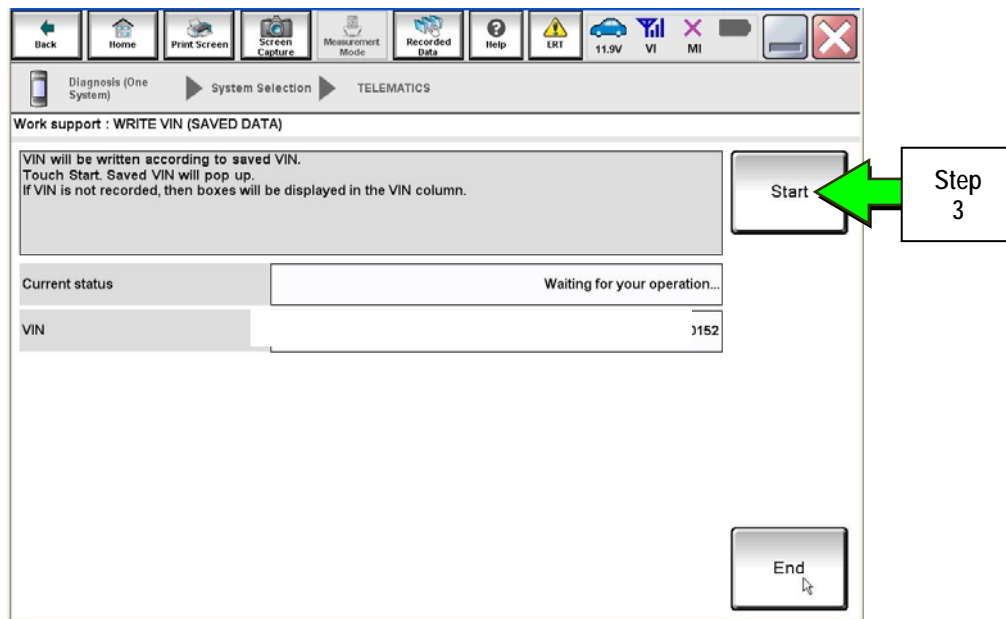 Back Home Print Screen Screen Capture Measurement Mode Recorded Data Help ERT 11.9V VI MI
Diagnosis (One System) System Selection TELEMATICS
Work support : WRITE VIN (SAVED DATA)
VIN will be written according to saved VIN.
Touch Start. Saved VIN will pop up.
If VIN is not recorded, then boxes will be displayed in the VIN column.
Start
Step
3
Current status Waiting for your operation...
VIN 0152
End